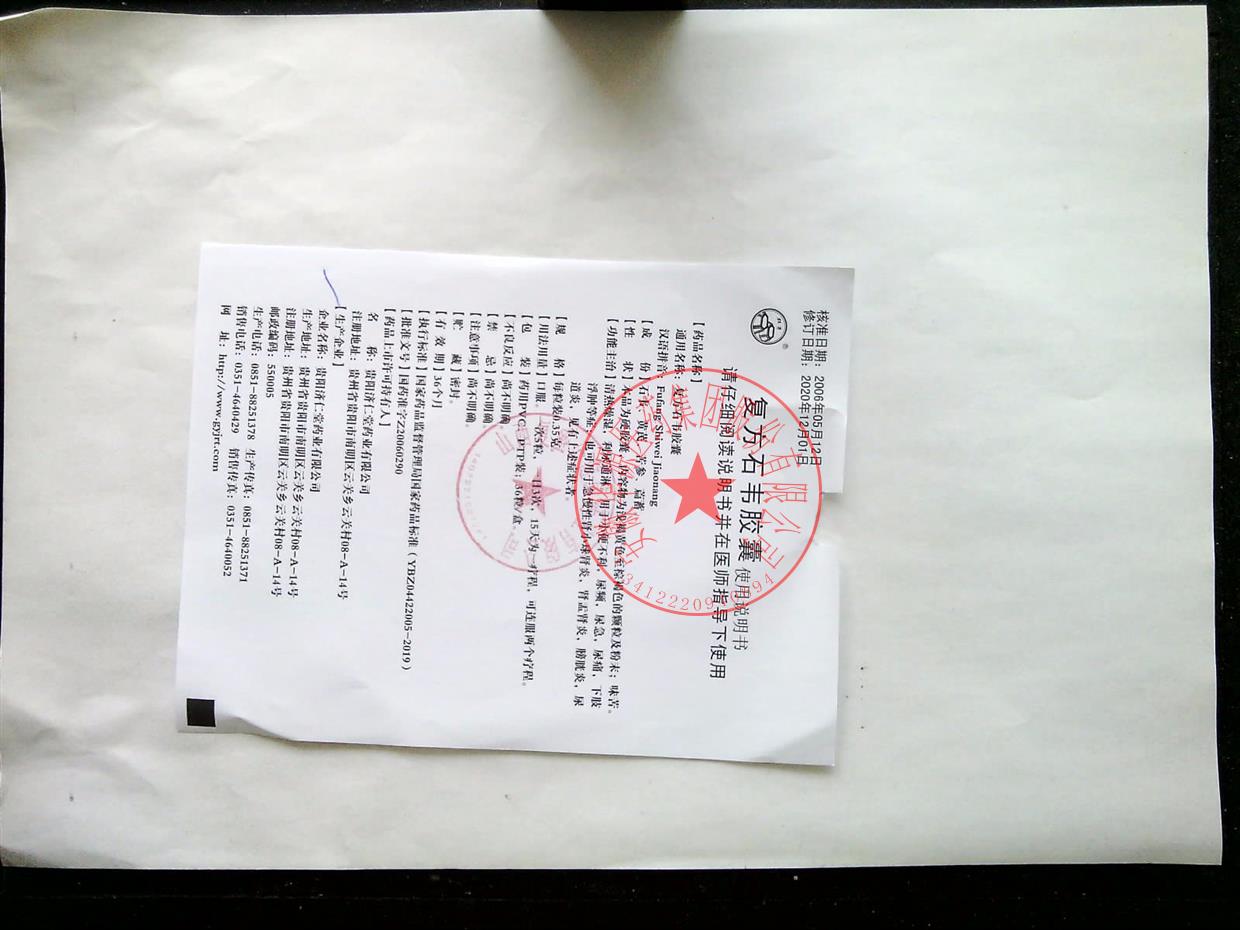 核准日期：2006年05月12日
修订日期：2020年12月01日
复方石韦胶囊使用说明书
请仔细阅读说明书并在医师指导下使用
【药品名称】
通用名称：复方石韦胶囊
汉语拼音：Fufang Shiwei Jiaonang
【成　　份】石韦、黄芪、苦参、萹蓄
【性　　状】本品为硬胶囊，内容物为浅褐黄色至棕褐色的颗粒及粉末；味苦。
【功能主治】清热燥湿，利尿通淋。用于小便不利，尿频，尿急，尿痛，下肢
浮肿等症；也可用于急慢性肾小球肾炎，肾盂肾炎，膀胱炎，尿
道炎，见有上述症状者。
【规　　格】每粒装0.35克
【用法用量】口服。一次5粒，一日3次，15天为一疗程，可连服两个疗程。
【包　　装】药用PVC、PTP装；36粒/盒。
【不良反应】尚不明确
【禁　　忌】尚不明确
【注意事项】尚不明确。
【贮　　藏】密封。
【有 效 期】36个月
【执行标准】国家药品监督管理局国家药品标准（YBZ04422005-2019）
【批准文号】国药准字Z20060290
【药品上市许可持有人】
名　　称：贵阳济仁堂药业有限公司
注册地址：贵州省贵阳市南明区云关乡云关村08-A-14号
【生产企业】
企业名称：贵阳济仁堂药业有限公司
生产地址：贵州省贵阳市南明区云关乡云关村08-A-14号
注册地址：贵州省贵阳市南明区云关乡云关村08-A-14号
邮政编码：550005
生产电话：0851-88251378　生产传真：0851-88251371
销售电话：0351-4640429　销售传真：0351-4640052
网　址：http://www.gyjrt.com
股份有限公司